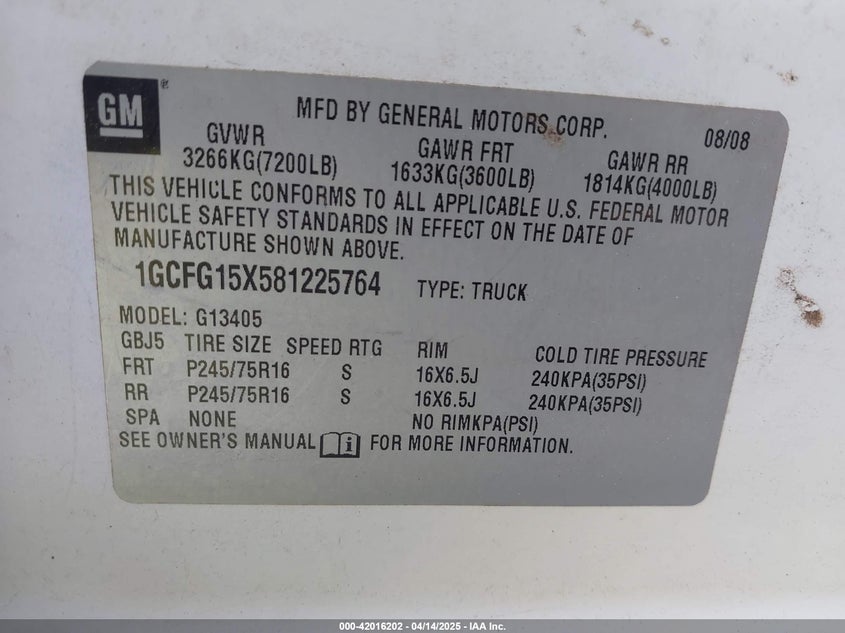 GM
®
MFD BY GENERAL MOTORS CORP.
08/08
GVWR
3266KG(7200LB)
GAWR FRT
1633KG(3600LB)
GAWR RR
1814KG(4000LB)
THIS VEHICLE CONFORMS TO ALL APPLICABLE U.S. FEDERAL MOTOR
VEHICLE SAFETY STANDARDS IN EFFECT ON THE DATE OF
MANUFACTURE SHOWN ABOVE.
1GCFG15X581225764 TYPE: TRUCK
MODEL: G13405
GBJ5 TIRE SIZE SPEED RTG RIM COLD TIRE PRESSURE
FRT P245/75R16 S 16X6.5J 240KPA(35PSI)
RR P245/75R16 S 16X6.5J 240KPA(35PSI)
SPA NONE NO RIMKPA(PSI)
SEE OWNER'S MANUAL i FOR MORE INFORMATION.
000-42016202 - 04/14/2025 - IAA Inc.